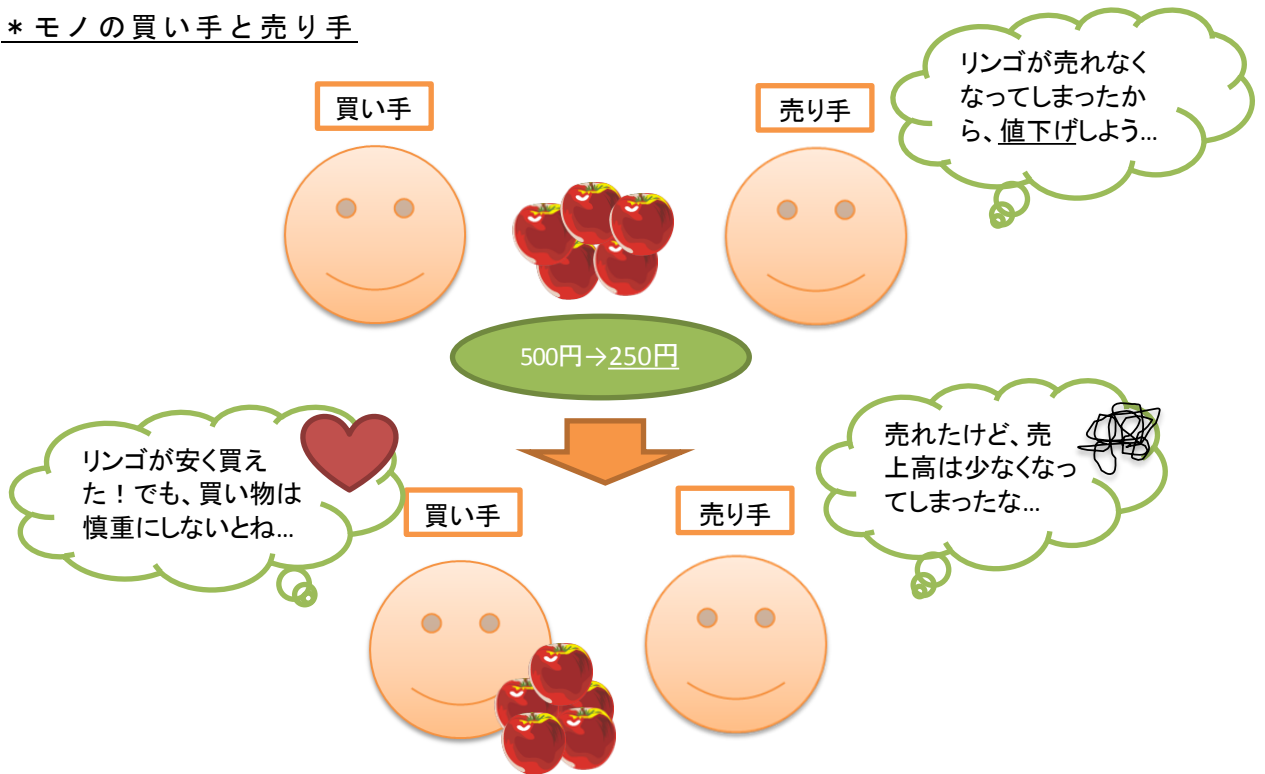 ＊モノの買い手と売り手
買い手
売り手
リンゴが売れなく
なってしまったか
ら、値下げしよう…
500円→250円
リンゴが安く買え
た！でも、買い物は
慎重にしないとね…
買い手
売り手
売れたけど、売
上高は少なくなっ
てしまったな…